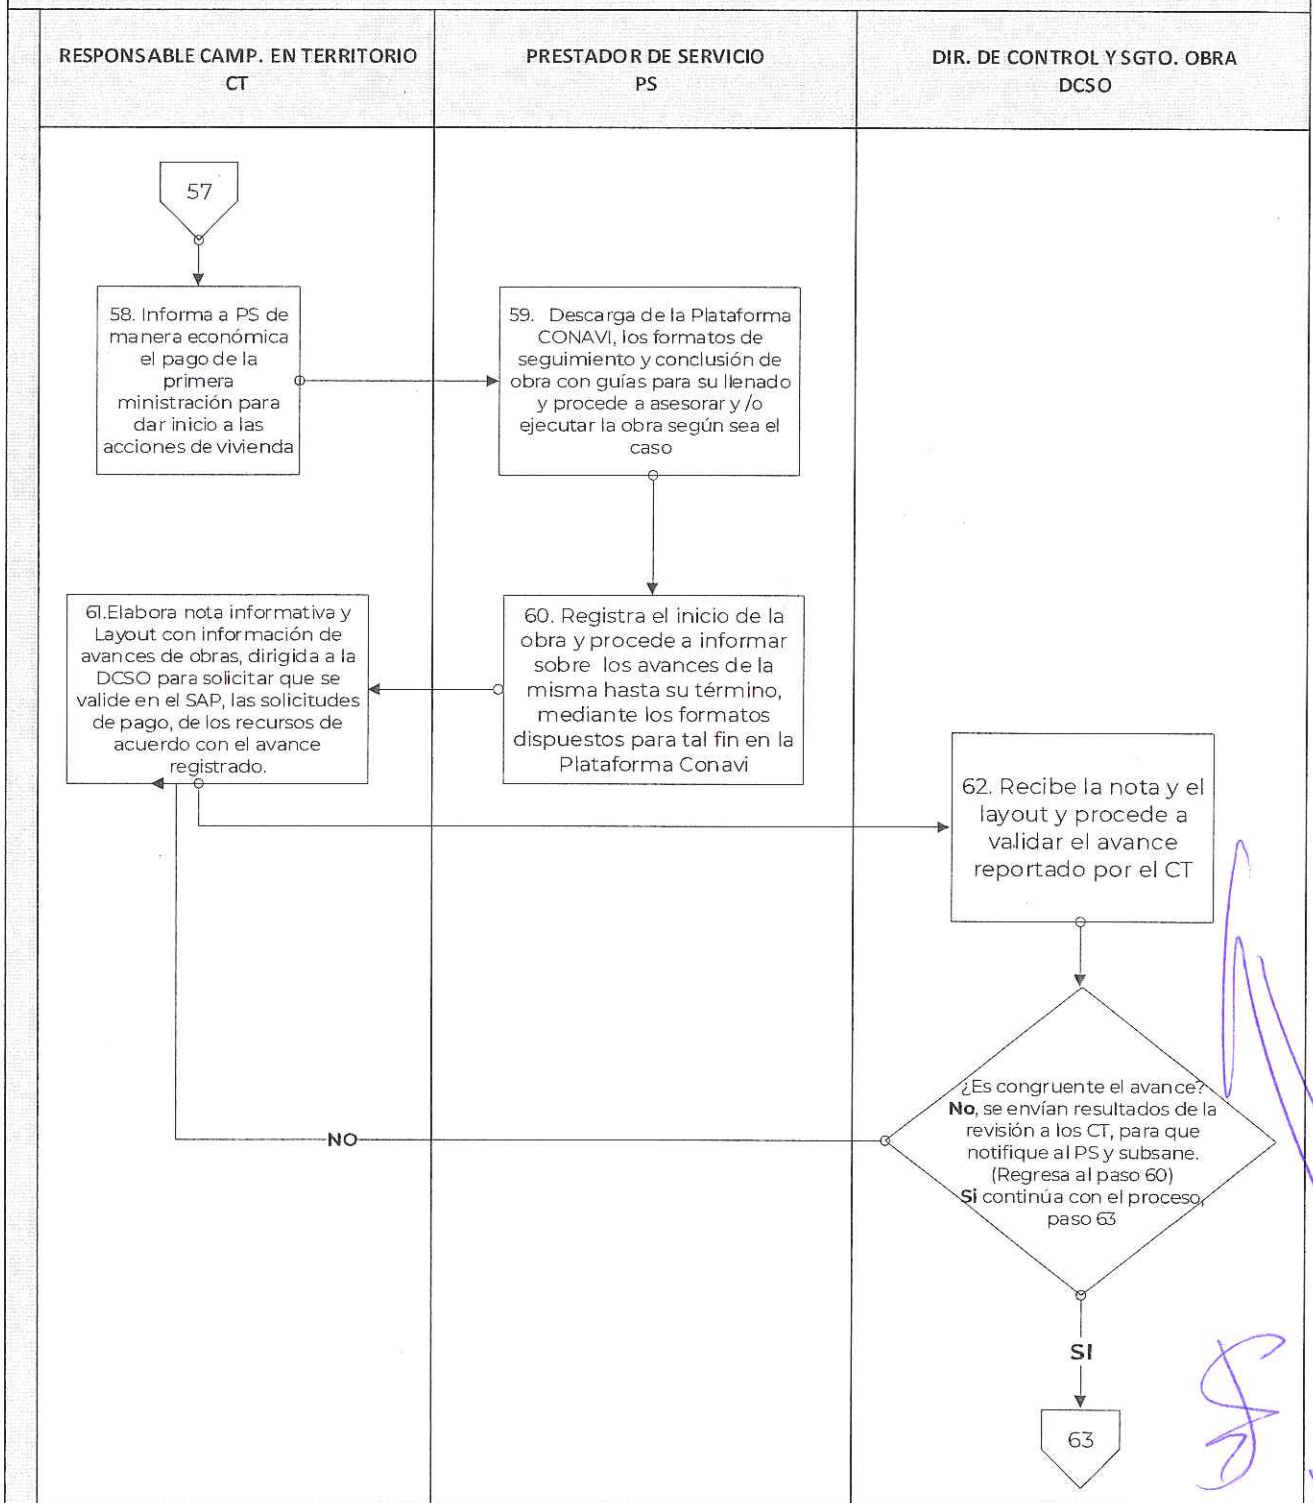 RESPONSABLE CAMP. EN TERRITORIO
CT
PRESTADOR DE SERVICIO
PS
DIR. DE CONTROL Y SGTO. OBRA
DCSO
57
58. Informa a PS de
manera económica
el pago de la
primera
ministración para
dar inicio a las
acciones de vivienda
59. Descarga de la Plataforma
CONAVI, los formatos de
seguimiento y conclusión de
obra con guías para su llenado
y procede a asesorar y /o
ejecutar la obra según sea el
caso
60. Registra el inicio de la
obra y procede a informar
sobre los avances de la
misma hasta su término,
mediante los formatos
dispuestos para tal fin en la
Plataforma Conavi
61.Elabora nota informativa y
Layout con información de
avances de obras, dirigida a la
DCSO para solicitar que se
valide en el SAP, las solicitudes
de pago, de los recursos de
acuerdo con el avance
registrado.
62. Recibe la nota y el
layout y procede a
validar el avance
reportado por el CT
¿Es congruente el avance?
No, se envían resultados de la
revisión a los CT, para que
notifique al PS y subsane.
(Regresa al paso 60)
Si continúa con el proceso,
paso 63
NO
SI
63